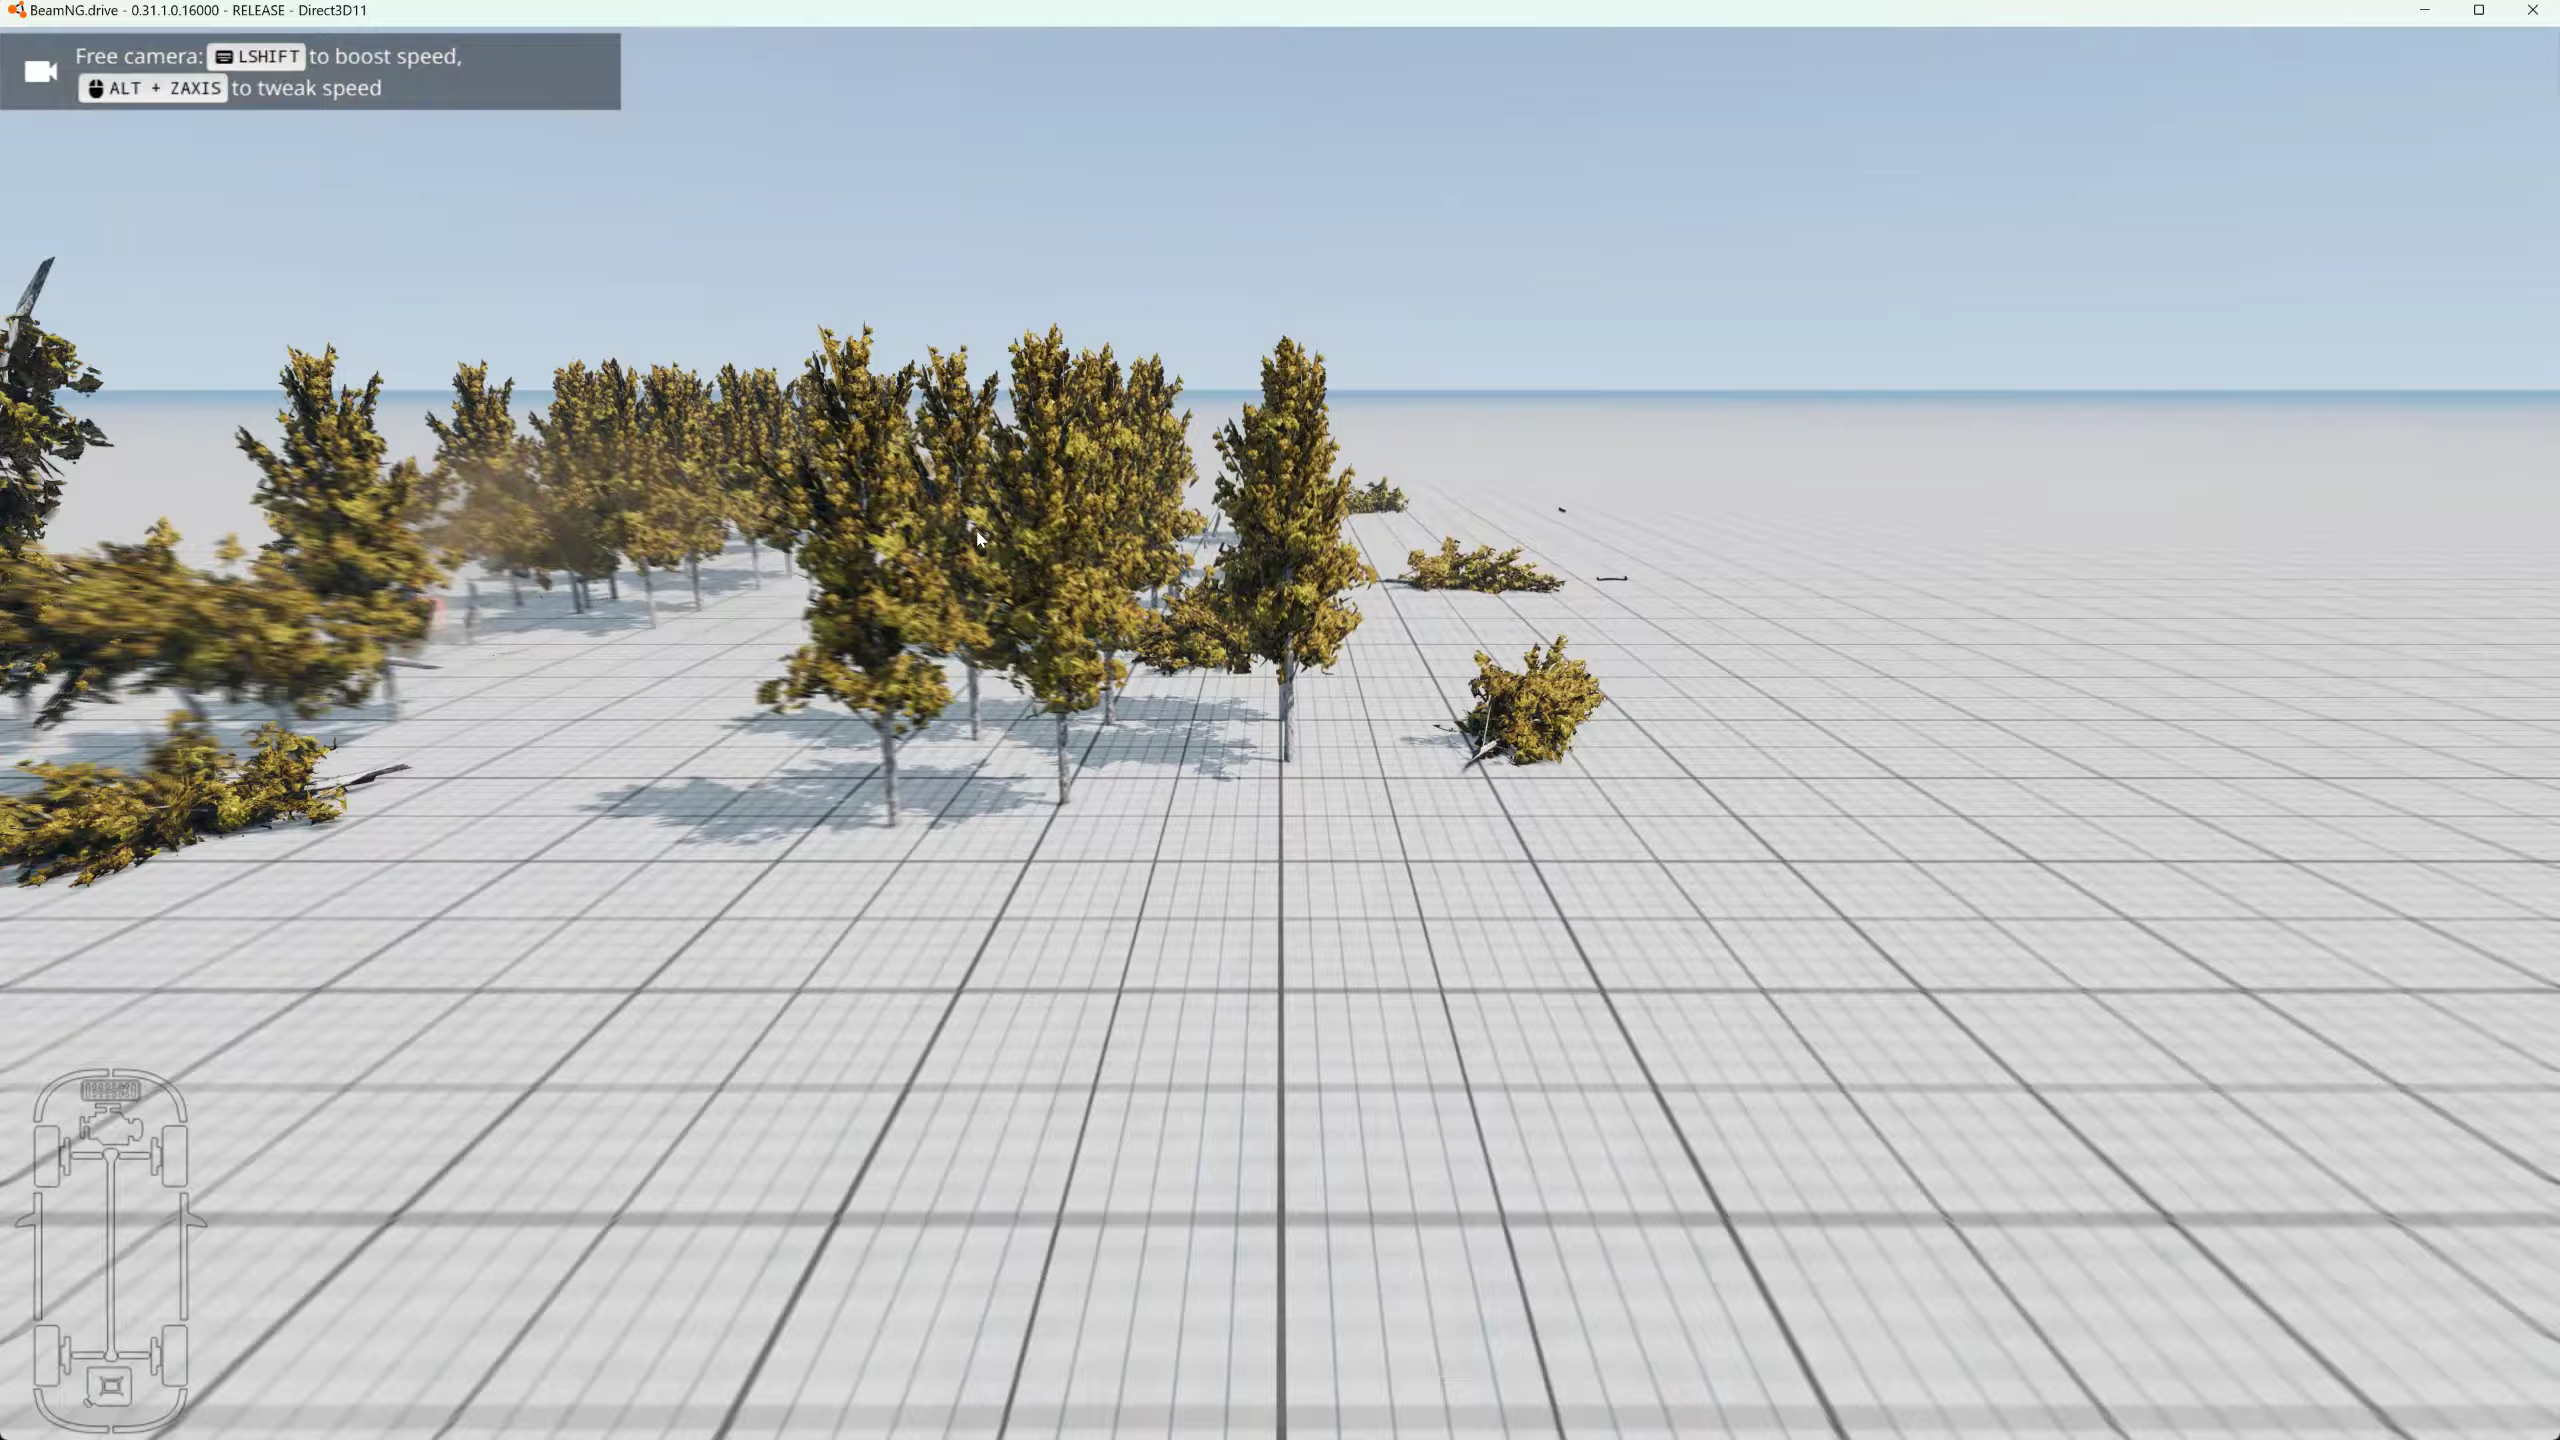 BeamNG.drive - 0.31.1.0.16000 - RELEASE - Direct3D11
Free camera: LSHIFT to boost speed,
ALT + ZAXIS to tweak speed